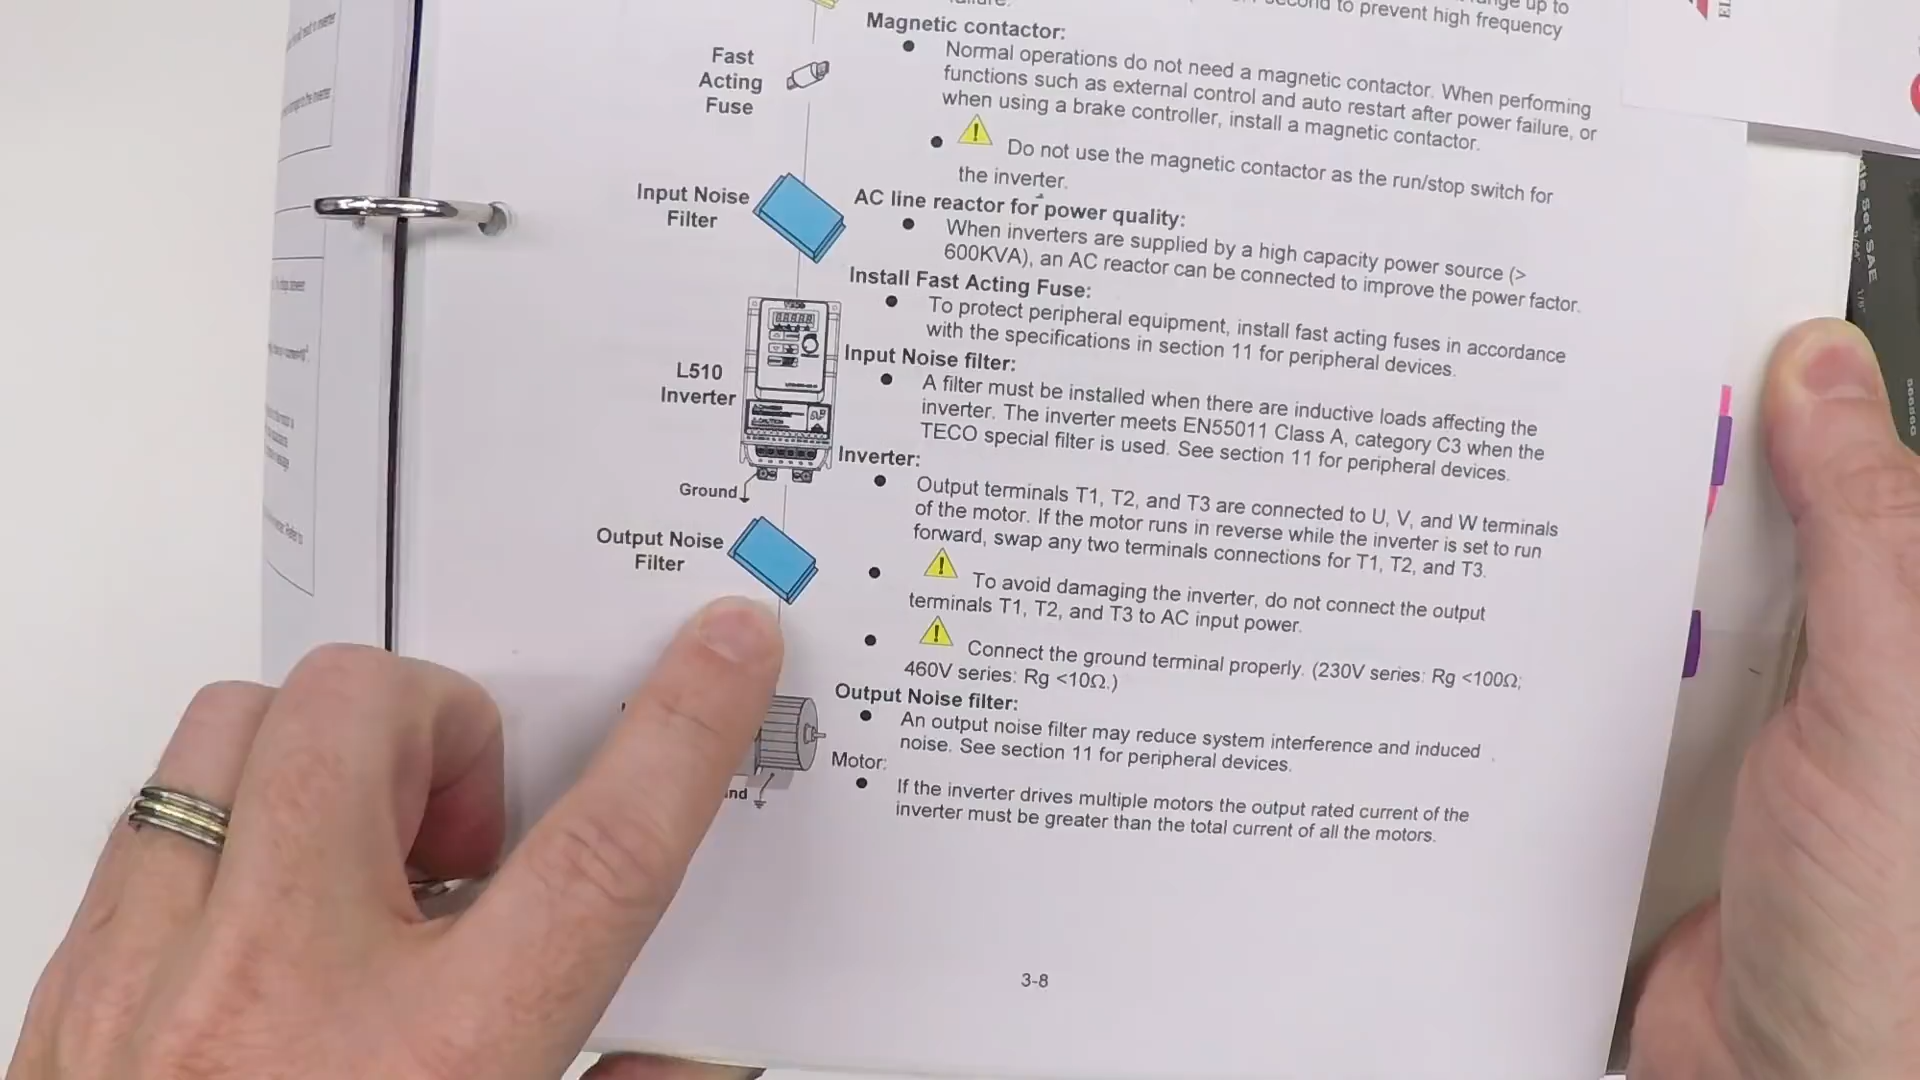 second to prevent high frequency
Magnetic contactor:
Normal operations do not need a magnetic contactor. When performing
functions such as external control and auto restart after power failure, or
when using a brake controller, install a magnetic contactor.
Do not use the magnetic contactor as the run/stop switch for
the inverter.
AC line reactor for power quality:
When inverters are supplied by a high capacity power source (>
600KVA), an AC reactor can be connected to improve the power factor.
Install Fast Acting Fuse:
To protect peripheral equipment, install fast acting fuses in accordance
with the specifications in section 11 for peripheral devices.
Input Noise filter:
A filter must be installed when there are inductive loads affecting the
inverter. The inverter meets EN55011 Class A, category C3 when the
TECO special filter is used. See section 11 for peripheral devices.
Inverter:
Output terminals T1, T2, and T3 are connected to U, V, and W terminals
of the motor. If the motor runs in reverse while the inverter is set to run
forward, swap any two terminals connections for T1, T2, and T3.
To avoid damaging the inverter, do not connect the output
terminals T1, T2, and T3 to AC input power.
Connect the ground terminal properly. (230V series: Rg <100Ω;
460V series: Rg <10Ω.)
Output Noise filter:
An output noise filter may reduce system interference and induced
noise. See section 11 for peripheral devices.
Motor:
If the inverter drives multiple motors the output rated current of the
inverter must be greater than the total current of all the motors.
Fast
Acting
Fuse
Input Noise
Filter
L510
Inverter
Ground
Output Noise
Filter
3-8
Set SAE